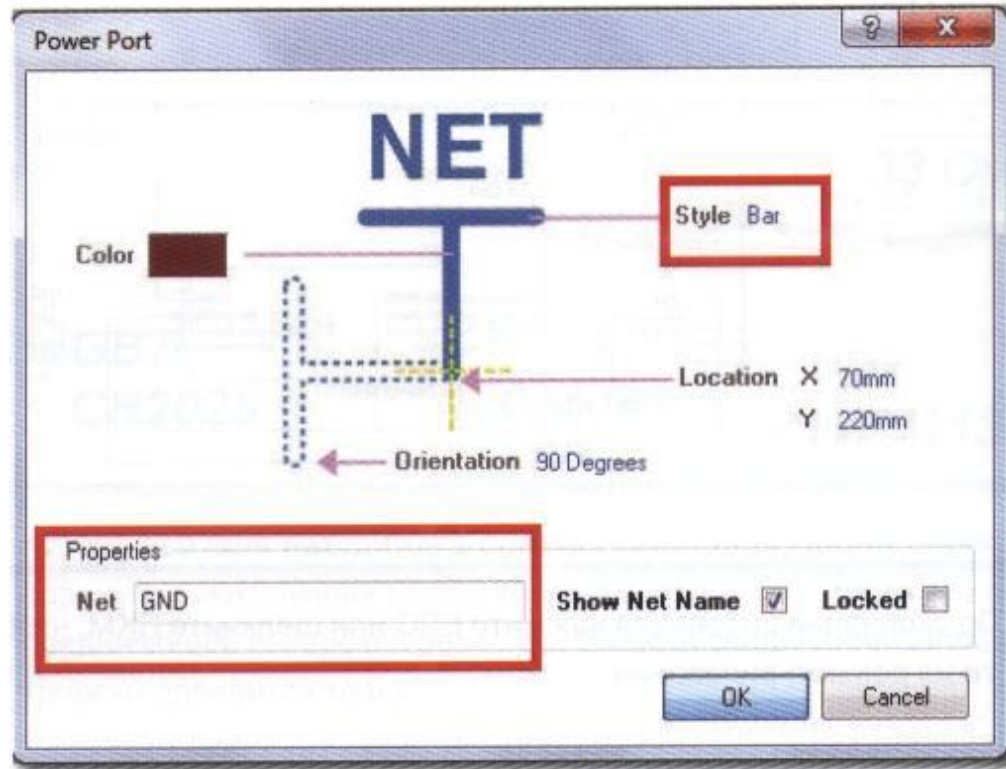 Power Port
NET
Style Bar
Color
Location X 70mm
Y 220mm
Orientation 90 Degrees
Properties
Net GND
Show Net Name
Locked
OK
Cancel